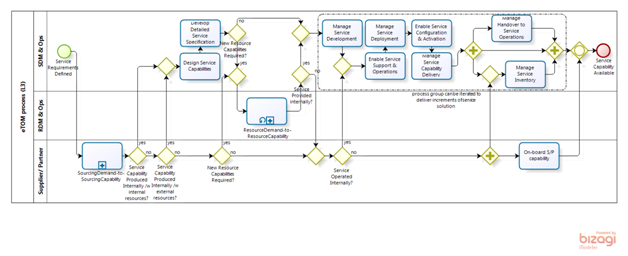 eTOM process (L3)
SDM & Ops
RDM & Ops
Supplier/ Partner
Service
Requirements
Defined
Develop
Detailed
Service
Specification
Design Service
Capabilities
New Resource
Capabilities
Required?
yes
no
yes
no
yes
no
Service
Provided
Internally?
ResourceDemand-to-
ResourceCapability
Manage
Service
Development
Manage
Service
Deployment
Enable Service
Configuration
& Activation
Enable Service
Support &
Operations
Manage
Service
Capability
Delivery
Manage
Handover to
Service
Operations
Manage
Service
Inventory
process group can be iterated to
deliver increments of service
solution
Service
Capability
Available
SourcingDemand-to-
SourcingCapability
yes
no
Service
Capability
Produced
Internally /w
internal
resources?
yes
no
Service
Capability
Produced
Internally /w
external
resources?
yes
no
New Resource
Capabilities
Required?
yes
no
Service Operated
Internally?
On-board S/P
capability
Powered by
bizagi
Modeler